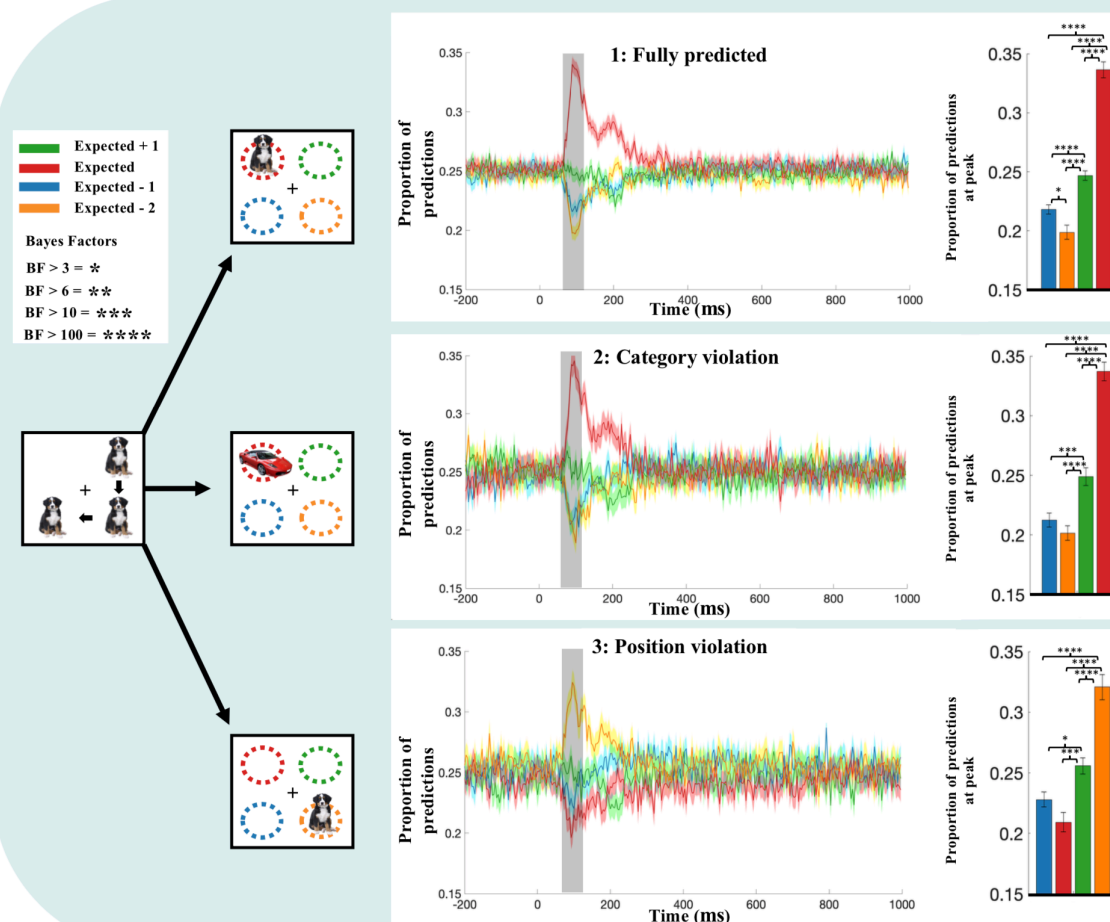 Expected + 1
Expected
Expected - 1
Expected - 2
Bayes Factors
BF > 3 = *
BF > 6 = **
BF > 10 = ***
BF > 100 = ****
+
+
+
+
1: Fully predicted
Proportion of
predictions
0.35
0.3
0.25
0.2
0.15
-200
0
200
400
600
800
1000
Time (ms)
Proportion of predictions
at peak
0.35
0.3
0.25
0.2
0.15
****
****
****
****
****
*
2: Category violation
Proportion of
predictions
0.35
0.3
0.25
0.2
0.15
-200
0
200
400
600
800
1000
Time (ms)
Proportion of predictions
at peak
0.35
0.3
0.25
0.2
0.15
****
****
****
***
****
3: Position violation
Proportion of
predictions
0.35
0.3
0.25
0.2
0.15
-200
0
200
400
600
800
1000
Time (ms)
Proportion of predictions
at peak
0.35
0.3
0.25
0.2
0.15
****
****
****
*
***